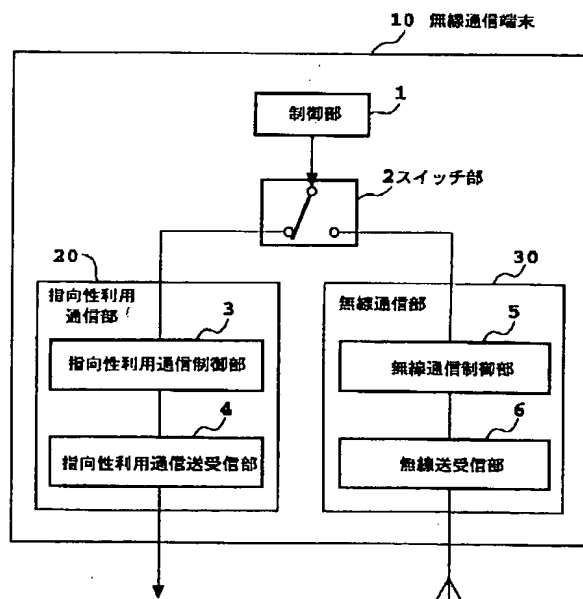 10 無線通信端末
1
制御部
2スイッチ部
20
指向性利用
通信部
3
指向性利用通信制御部
4
指向性利用通信送受信部
30
無線通信部
5
無線通信制御部
6
無線送受信部